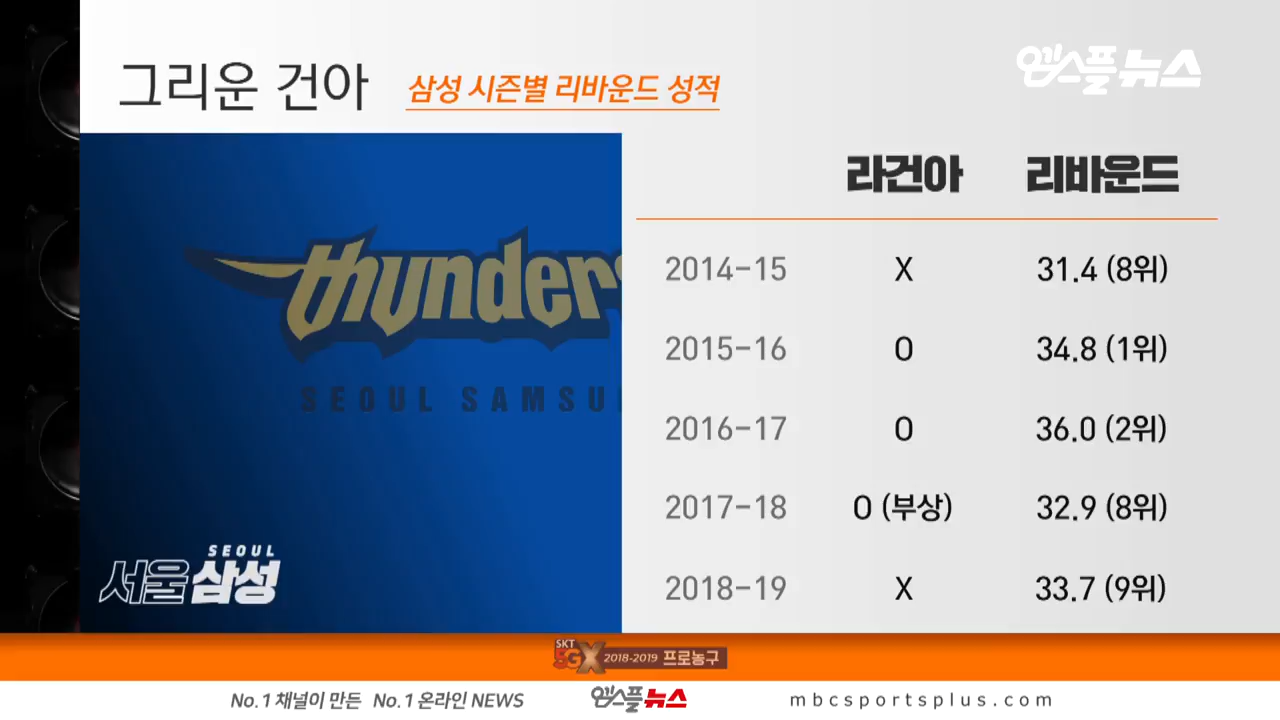 그리운 건아 삼성 시즌별 리바운드 성적
엠스플뉴스
thunders
SEOUL SAMSU
SEOUL
서울 삼성
라건아 리바운드
2014-15 X 31.4 (8위)
2015-16 O 34.8 (1위)
2016-17 O 36.0 (2위)
2017-18 O (부상) 32.9 (8위)
2018-19 X 33.7 (9위)
SKT
5GX 2018-2019 프로농구
No.1 채널이 만든 No.1 온라인 NEWS 엠스플뉴스 mbcsportsplus.com